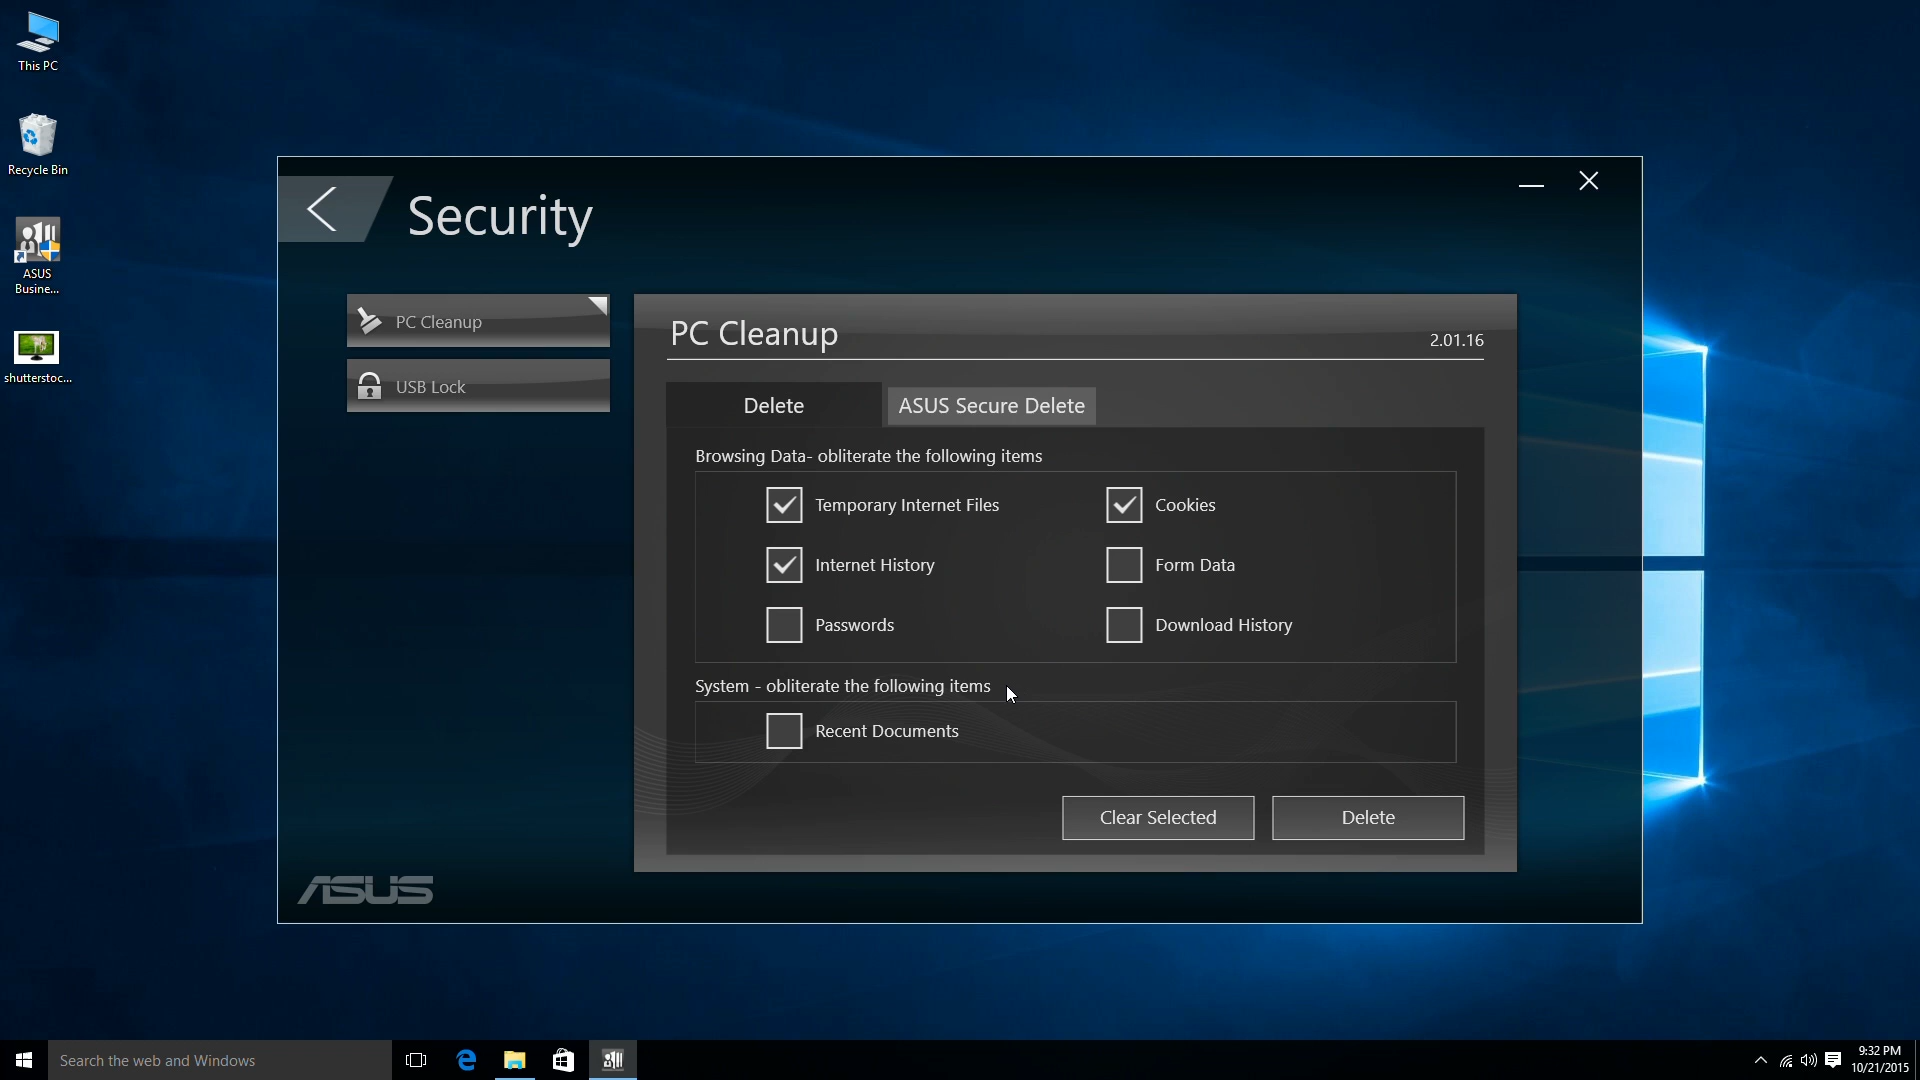 This PC
Recycle Bin
ASUS
Busine...
shutterstoc...
Security
PC Cleanup
USB Lock
PC Cleanup
2.01.16
Delete
ASUS Secure Delete
Browsing Data- obliterate the following items
Temporary Internet Files
Cookies
Internet History
Form Data
Passwords
Download History
System - obliterate the following items
Recent Documents
Clear Selected
Delete
ASUS
Search the web and Windows
9:32 PM
10/21/2015